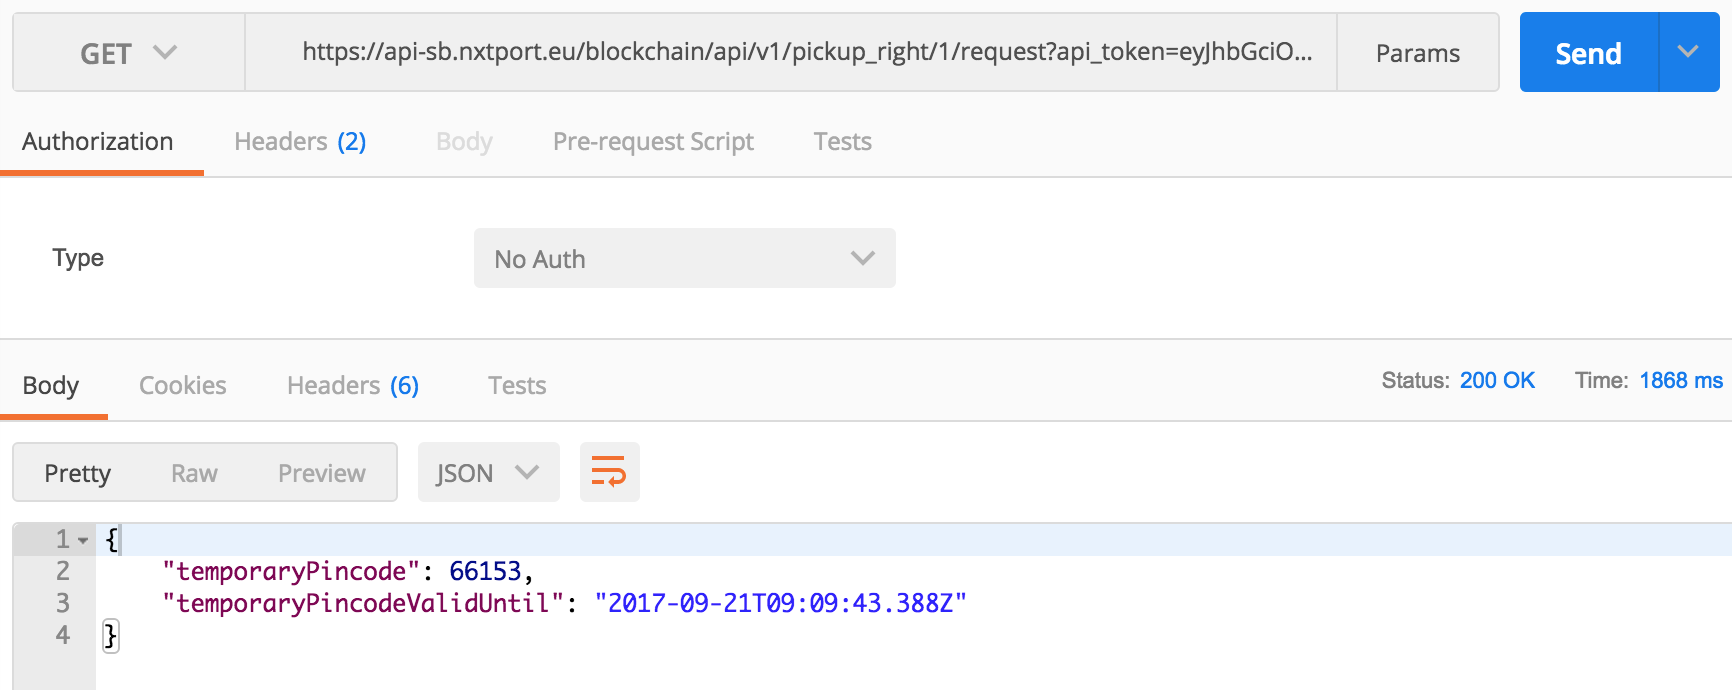 GET https://api-sb.nxtport.eu/blockchain/api/v1/pickup_right/1/request?api_token=eyJhbGciO... Params Send
Authorization Headers (2) Body Pre-request Script Tests
Type No Auth
Body Cookies Headers (6) Tests Status: 200 OK Time: 1868 ms
Pretty Raw Preview JSON
1 {
2 "temporaryPincode": 66153,
3 "temporaryPincodeValidUntil": "2017-09-21T09:09:43.388Z"
4 }